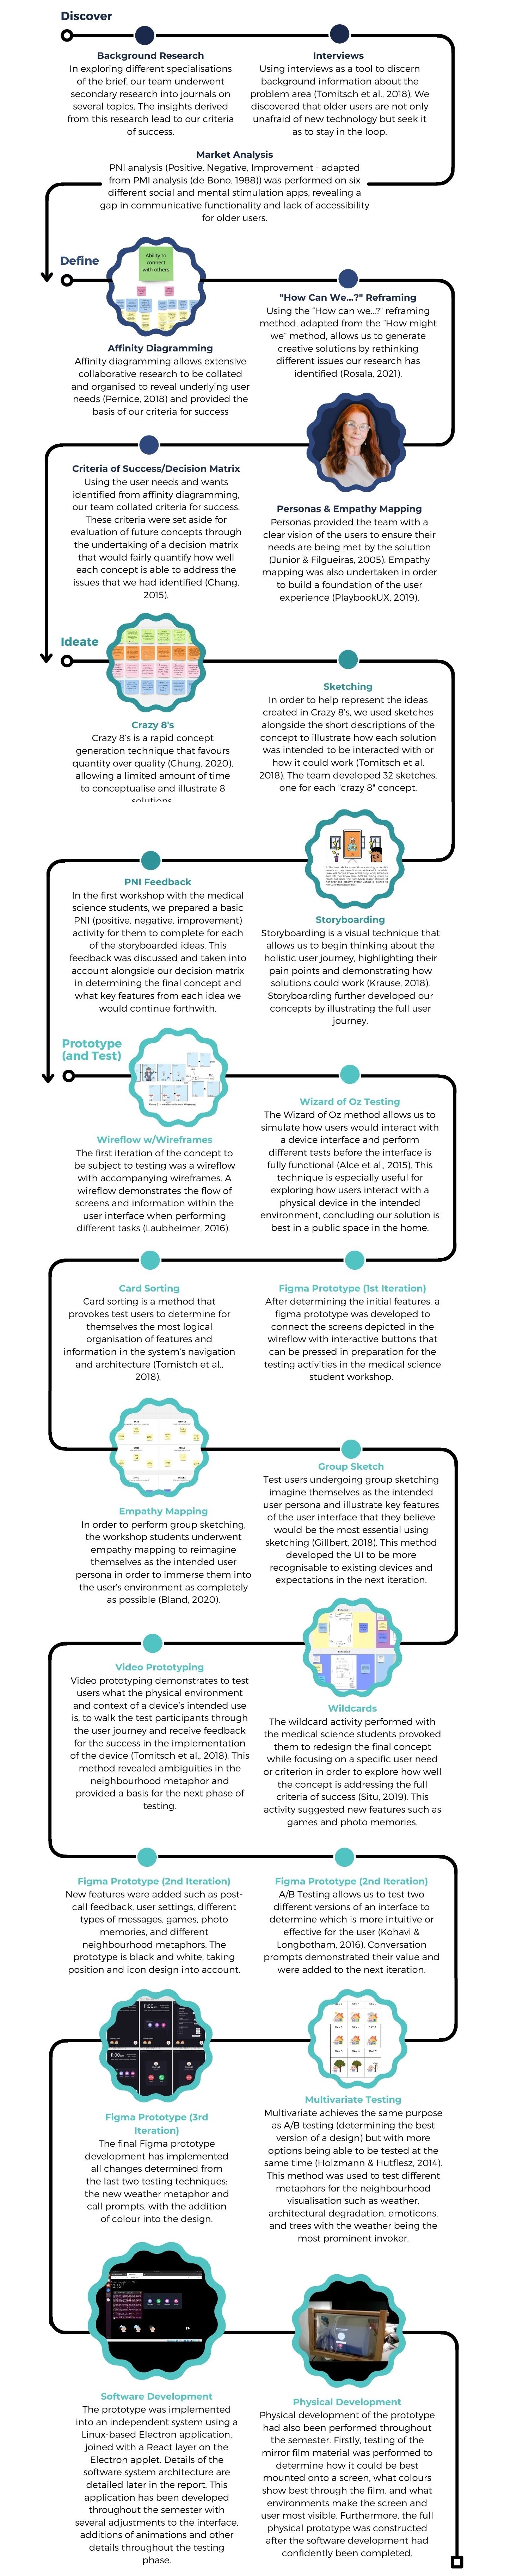 Discover
Background Research
In exploring different specialisations
of the brief, our team underwent
secondary research into journals on
several topics. The insights derived
from this research lead to our criteria
of success.
Interviews
Using interviews as a tool to discern
background information about the
problem area (Tomitsch et al., 2018), We
discovered that older users are not only
unafraid of new technology but seek it
as to stay in the loop.
Market Analysis
PNI analysis (Positive, Negative, Improvement - adapted
from PMI analysis (de Bono, 1988)) was performed on six
different social and mental stimulation apps, revealing a
gap in communicative functionality and lack of accessibility
for older users.
Define
Ability to
connect
with others
Affinity Diagramming
Affinity diagramming allows extensive
collaborative research to be collated
and organised to reveal underlying user
needs (Pernice, 2018) and provided the
basis of our criteria for success
"How Can We...?" Reframing
Using the "How can we...?" reframing
method, adapted from the "How might
we" method, allows us to generate
creative solutions by rethinking
different issues our research has
identified (Rosala, 2021).
Criteria of Success/Decision Matrix
Using the user needs and wants
identified from affinity diagramming,
our team collated criteria for success.
These criteria were set aside for
evaluation of future concepts through
the undertaking of a decision matrix
that would fairly quantify how well
each concept is able to address the
issues that we had identified (Chang,
2015).
Personas & Empathy Mapping
Personas provided the team with a
clear vision of the users to ensure their
needs are being met by the solution
(Junior & Filgueiras, 2005). Empathy
mapping was also undertaken in order
to build a foundation of the user
experience (PlaybookUX, 2019).
Ideate
Crazy 8's
Crazy 8's is a rapid concept
generation technique that favours
quantity over quality (Chung, 2020),
allowing a limited amount of time
to conceptualise and illustrate 8
solutions
Sketching
In order to help represent the ideas
created in Crazy 8's, we used sketches
alongside the short descriptions of the
concept to illustrate how each solution
was intended to be interacted with or
how it could work (Tomitsch et al,
2018). The team developed 32 sketches,
one for each "crazy 8" concept.
PNI Feedback
In the first workshop with the medical
science students, we prepared a basic
PNI (positive, negative, improvement)
activity for them to complete for each
of the storyboarded ideas. This
feedback was discussed and taken into
account alongside our decision matrix
in determining the final concept and
what key features from each idea we
would continue forthwith.
Storyboarding
Storyboarding is a visual technique that
allows us to begin thinking about the
holistic user journey, highlighting their
pain points and demonstrating how
solutions could work (Krause, 2018).
Storyboarding further developed our
concepts by illustrating the full user
journey.
Prototype
(and Test)
Wireflow w/Wireframes
The first iteration of the concept to
be subject to testing was a wireflow
with accompanying wireframes. A
wireflow demonstrates the flow of
screens and information within the
user interface when performing
different tasks (Laubheimer, 2016).
Wizard of Oz Testing
The Wizard of Oz method allows us to
simulate how users would interact with
a device interface and perform
different tests before the interface is
fully functional (Alce et al., 2015). This
technique is especially useful for
exploring how users interact with a
physical device in the intended
environment, concluding our solution is
best in a public space in the home.
Card Sorting
Card sorting is a method that
provokes test users to determine for
themselves the most logical
organisation of features and
information in the system's navigation
and architecture (Tomistch et al.,
2018).
Figma Prototype (1st Iteration)
After determining the initial features, a
figma prototype was developed to
connect the screens depicted in the
wireflow with interactive buttons that
can be pressed in preparation for the
testing activities in the medical science
student workshop.
Empathy Mapping
In order to perform group sketching,
the workshop students underwent
empathy mapping to reimagine
themselves as the intended user
persona in order to immerse them into
the user's environment as completely
as possible (Bland, 2020).
Group Sketch
Test users undergoing group sketching
imagine themselves as the intended
user persona and illustrate key features
of the user interface that they believe
would be the most essential using
sketching (Gillbert, 2018). This method
developed the UI to be more
recognisable to existing devices and
expectations in the next iteration.
Video Prototyping
Video prototyping demonstrates to test
users what the physical environment
and context of a device's intended use
is, to walk the test participants through
the user journey and receive feedback
for the success in the implementation
of the device (Tomitsch et al., 2018). This
method revealed ambiguities in the
neighbourhood metaphor and
provided a basis for the next phase of
testing.
Wildcards
The wildcard activity performed with
the medical science students provoked
them to redesign the final concept
while focusing on a specific user need
or criterion in order to explore how well
the concept is addressing the full
criteria of success (Situ, 2019). This
activity suggested new features such as
games and photo memories.
Figma Prototype (2nd Iteration)
New features were added such as post-
call feedback, user settings, different
types of messages, games, photo
memories, and different
neighbourhood metaphors. The
prototype is black and white, taking
position and icon design into account.
Figma Prototype (2nd Iteration)
A/B Testing allows us to test two
different versions of an interface to
determine which is more intuitive or
effective for the user (Kohavi &
Longbotham, 2016). Conversation
prompts demonstrated their value and
were added to the next iteration.
Figma Prototype (3rd
Iteration)
The final Figma prototype
development has implemented
all changes determined from
the last two testing techniques:
the new weather metaphor and
call prompts, with the addition
of colour into the design.
Multivariate Testing
Multivariate achieves the same purpose
as A/B testing (determining the best
version of a design) but with more
options being able to be tested at the
same time (Holzmann & Hutflesz, 2014).
This method was used to test different
metaphors for the neighbourhood
visualisation such as weather,
architectural degradation, emoticons,
and trees with the weather being the
most prominent invoker.
Software Development
The prototype was implemented
into an independent system using a
Linux-based Electron application,
joined with a React layer on the
Electron applet. Details of the
software system architecture are
detailed later in the report. This
application has been developed
throughout the semester with
several adjustments to the interface,
additions of animations and other
details throughout the testing
phase.
Physical Development
Physical development of the prototype
had also been performed throughout
the semester. Firstly, testing of the
mirror film material was performed to
determine how it could be best
mounted onto a screen, what colours
show best through the film, and what
environments make the screen and
user most visible. Furthermore, the full
physical prototype was constructed
after the software development had
confidently been completed.